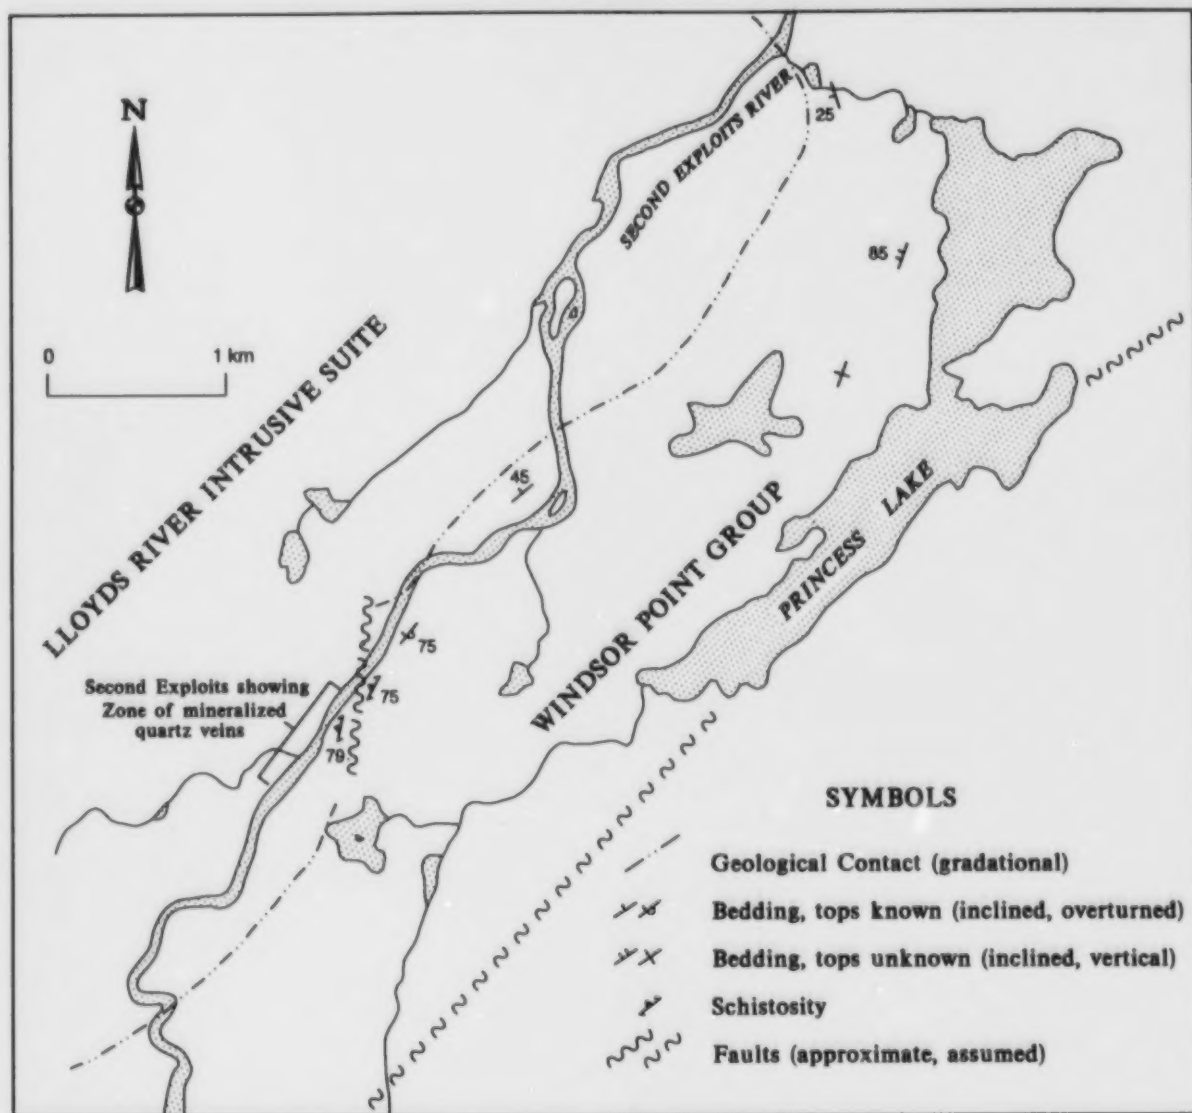 N
0 1 km
SECOND EXPLOITS RIVER
25
85
LLOYDS RIVER INTRUSIVE SUITE
45
WINDSOR POINT GROUP
PRINCESS LAKE
75
Second Exploits showing
Zone of mineralized
quartz veins
75
79
SYMBOLS
Geological Contact (gradational)
Bedding, tops known (inclined, overturned)
Bedding, tops unknown (inclined, vertical)
Schistosity
Faults (approximate, assumed)